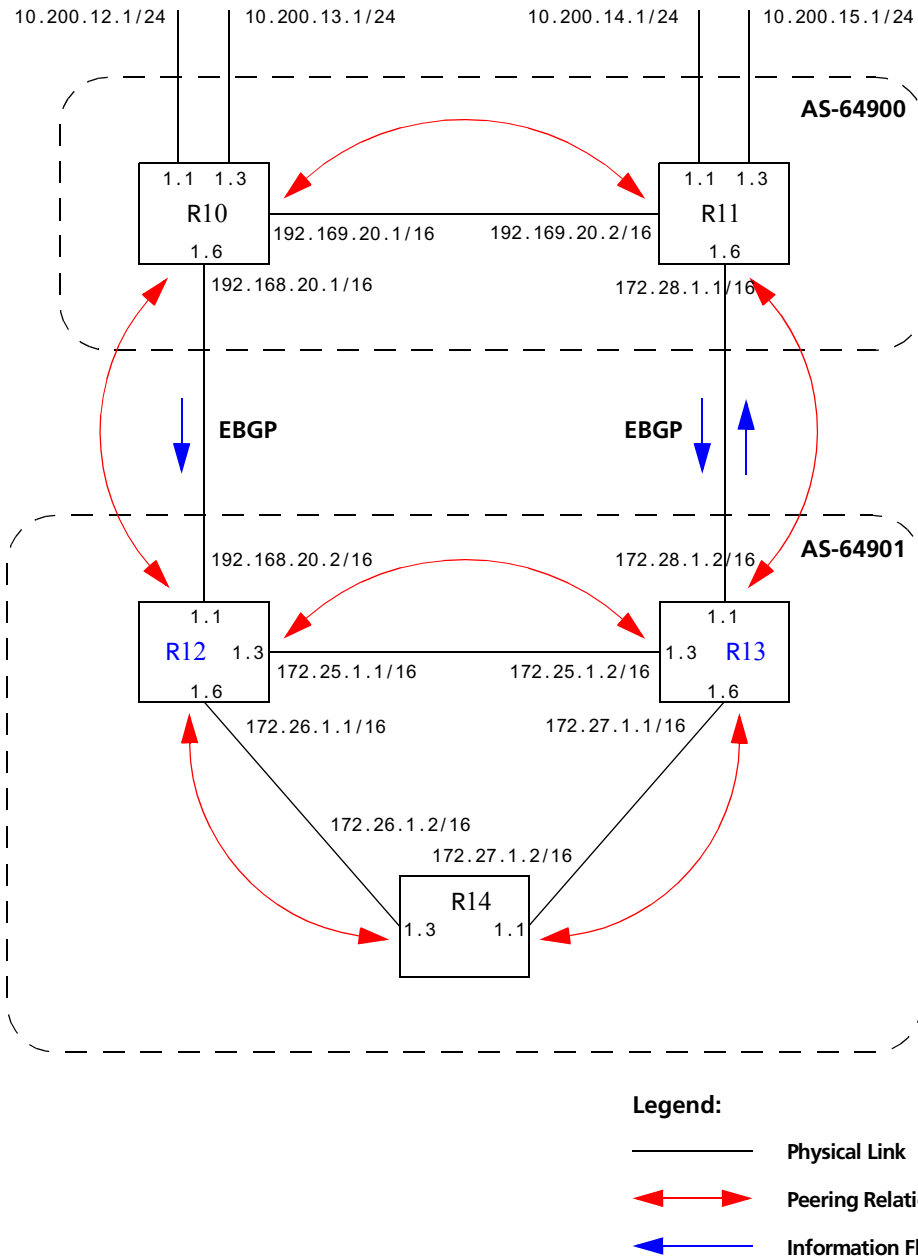 10.200.12.1/24
10.200.13.1/24
10.200.14.1/24
10.200.15.1/24
AS-64900
1.1 1.3
R10
1.6
1.1 1.3
R11
1.6
192.169.20.1/16
192.169.20.2/16
192.168.20.1/16
172.28.1.1/16
EBGP
EBGP
192.168.20.2/16
172.28.1.2/16
AS-64901
1.1
R12 1.3
1.6
1.1
1.3 R13
1.6
172.25.1.1/16
172.25.1.2/16
172.26.1.1/16
172.27.1.1/16
172.26.1.2/16
172.27.1.2/16
R14
1.3 1.1
Legend:
Physical Link
Peering
Information